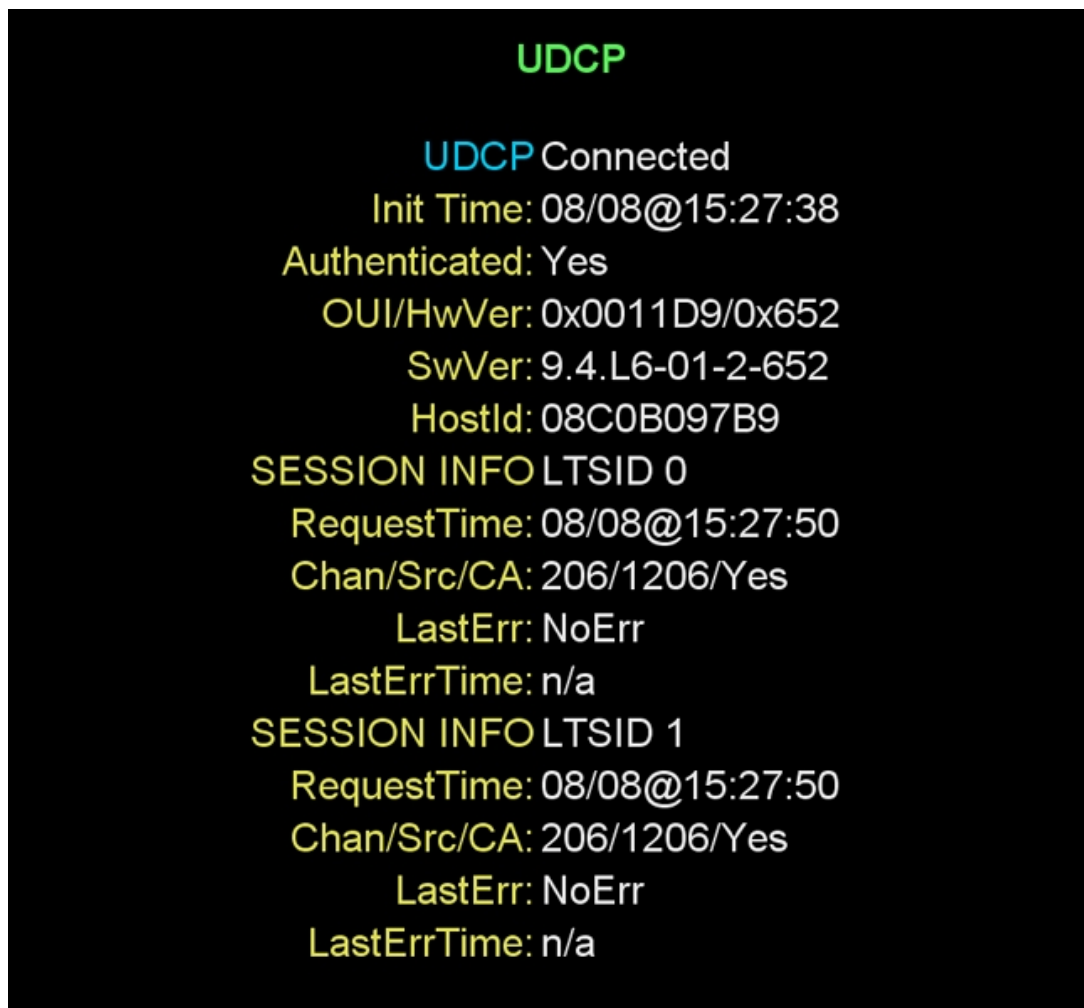 UDCP
UDCP Connected
Init Time: 08/08@15:27:38
Authenticated: Yes
OUI/HwVer: 0x0011D9/0x652
SwVer: 9.4.L6-01-2-652
HostId: 08C0B097B9
SESSION INFO LTSID 0
RequestTime: 08/08@15:27:50
Chan/Src/CA: 206/1206/Yes
LastErr: NoErr
LastErrTime: n/a
SESSION INFO LTSID 1
RequestTime: 08/08@15:27:50
Chan/Src/CA: 206/1206/Yes
LastErr: NoErr
LastErrTime: n/a